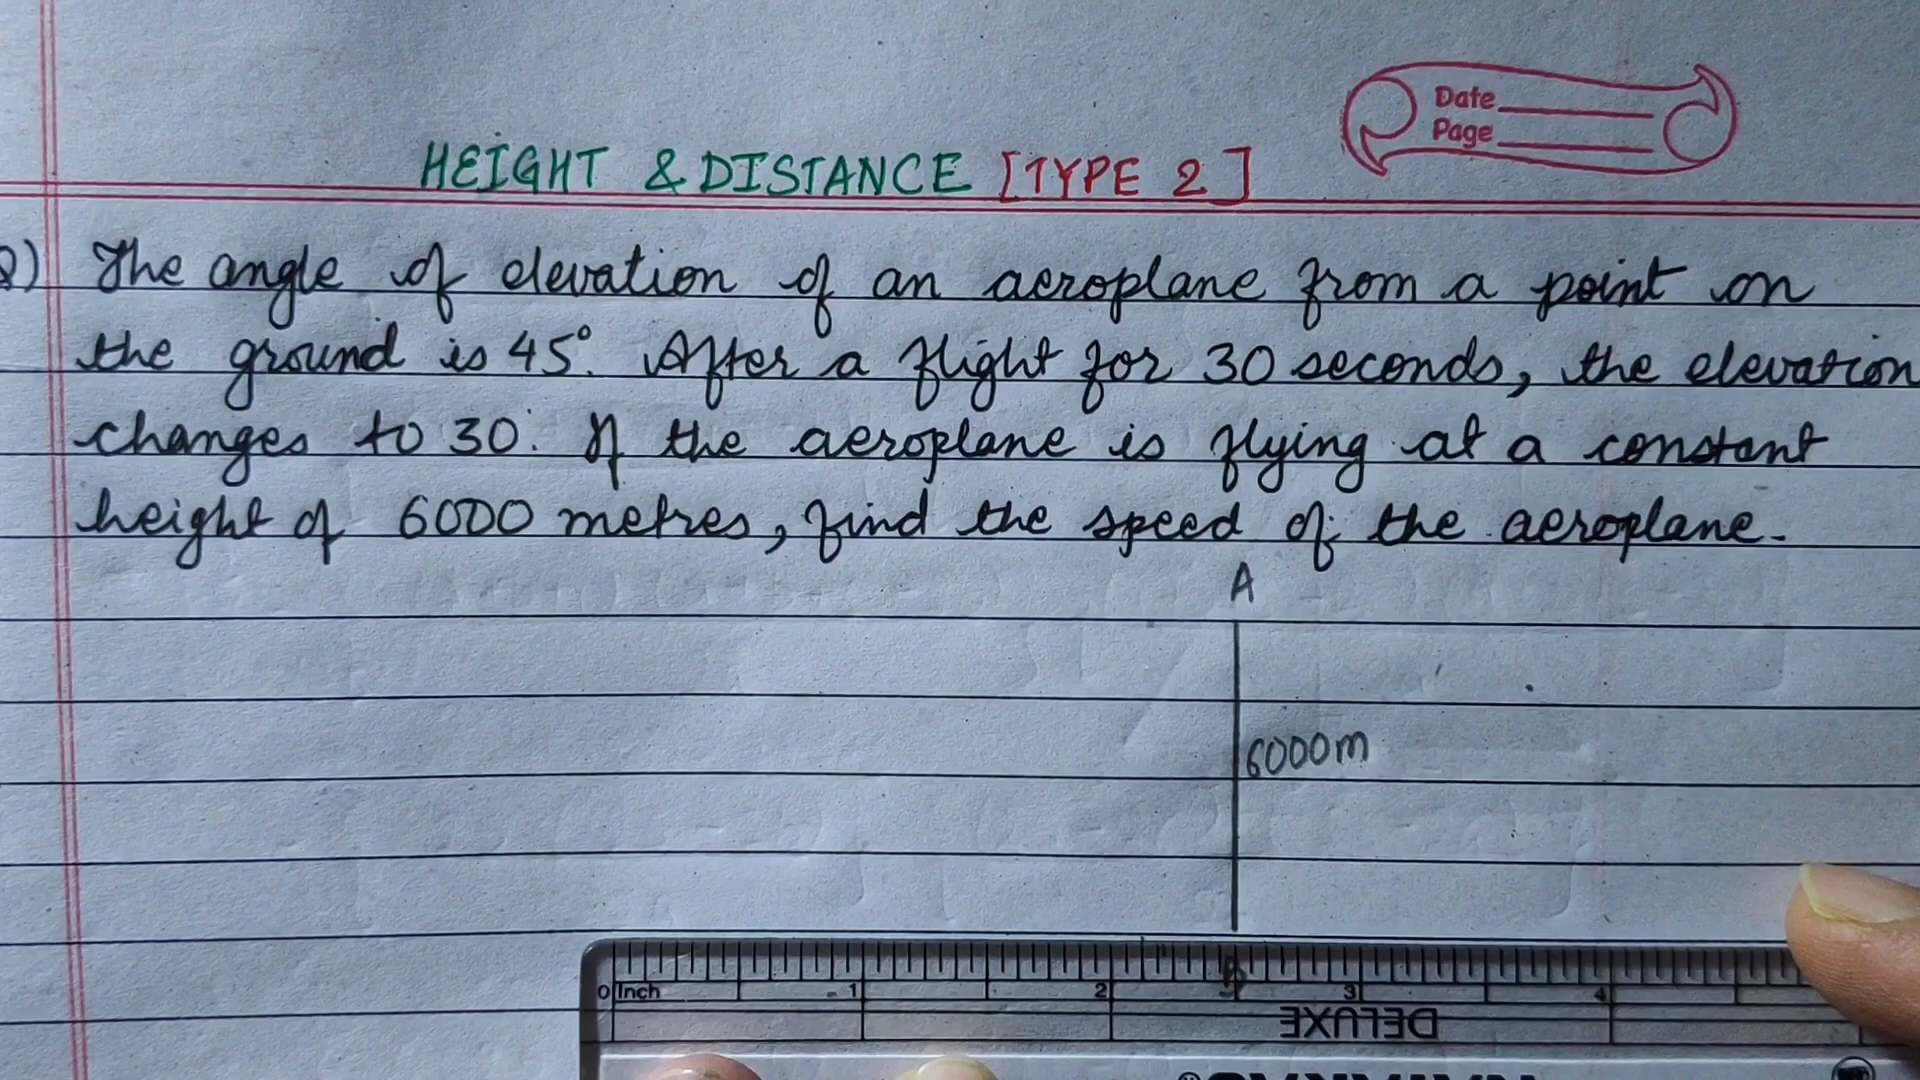 Date
Page
HEIGHT & DISTANCE [TYPE 2]
The angle of elevation of an aeroplane from a point on
the ground is 45°. After a flight for 30 seconds, the elevation
changes to 30°. If the aeroplane is flying at a constant
height of 6000 metres, find the speed of the aeroplane.
A
6000m
0 Inch 1 2 3 4
DELUXE